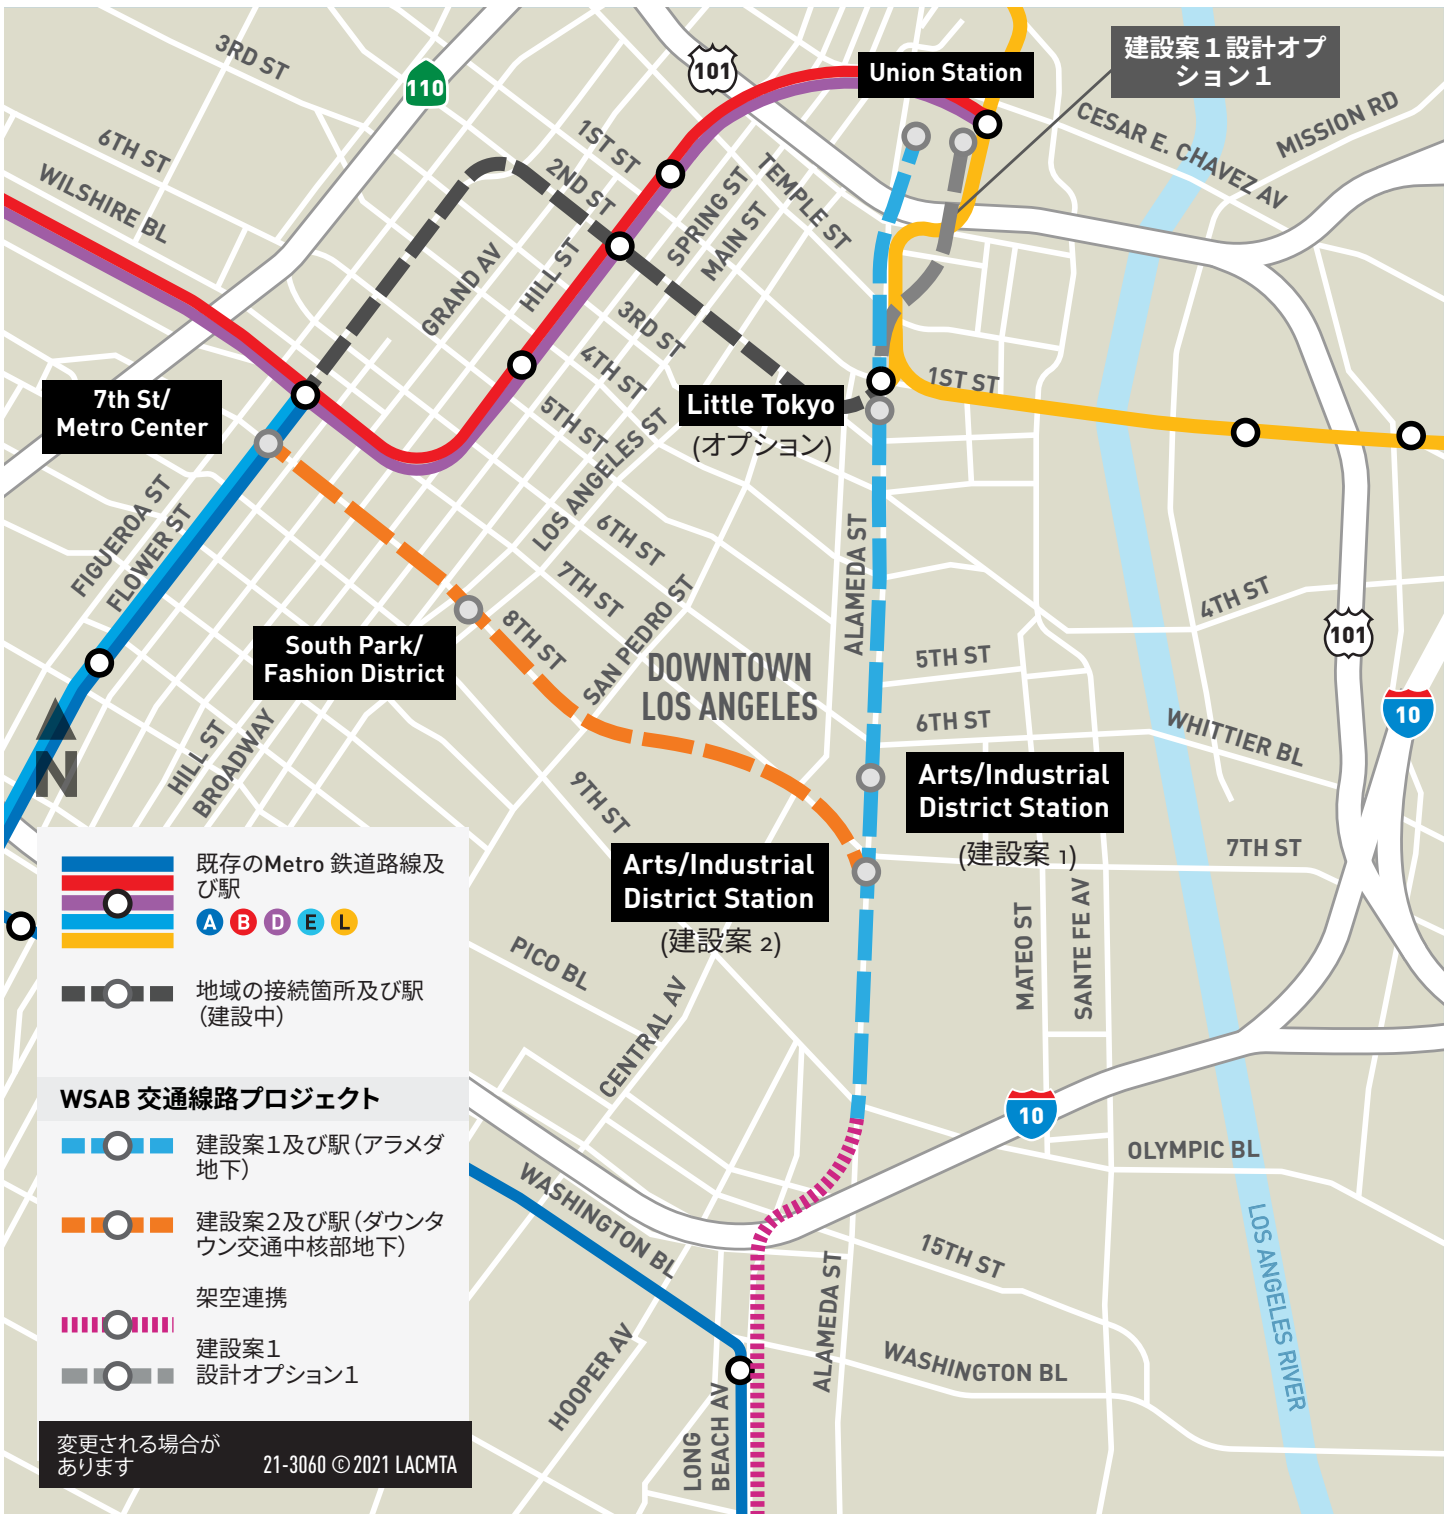 3RD ST
110
101
Union Station
建設案１設計オプ
ション１
CESAR E. CHAVEZ AV
MISSION RD
6TH ST
WILSHIRE BL
1ST ST
2ND ST
SPRING ST
MAIN ST
TEMPLE ST
GRAND AV
HILL ST
3RD ST
4TH ST
5TH ST
LOS ANGELES ST
7th St/
Metro Center
Little Tokyo
(オプション)
1ST ST
FIGUEROA ST
FLOWER ST
6TH ST
7TH ST
8TH ST
SAN PEDRO ST
ALAMEDA ST
4TH ST
101
South Park/
Fashion District
DOWNTOWN
LOS ANGELES
5TH ST
6TH ST
WHITTIER BL
10
N
HILL ST
BROADWAY
9TH ST
Arts/Industrial
District Station
(建設案 1)
7TH ST
Arts/Industrial
District Station
(建設案 2)
MATEO ST
SANTE FE AV
PICO BL
CENTRAL AV
10
OLYMPIC BL
WASHINGTON BL
15TH ST
ALAMEDA ST
LOS ANGELES RIVER
HOOPER AV
LONG
BEACH AV
WASHINGTON BL
既存のMetro 鉄道路線及
び駅
A B D E L
地域の接続箇所及び駅
（建設中）
WSAB 交通線路プロジェクト
建設案１及び駅（アラメダ
地下）
建設案２及び駅（ダウンタ
ウン交通中核部地下）
架空連携
建設案１
設計オプション１
変更される場合が
あります
21-3060 © 2021 LACMTA